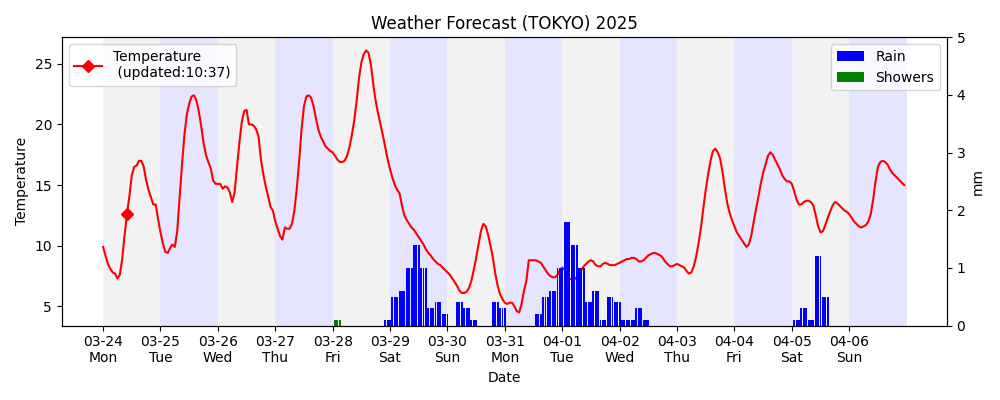 Weather Forecast (TOKYO) 2025
Temperature
(updated:10:37)
Rain
Showers
Temperature
25
20
15
10
5
5
4
3
2
1
0
mm
03-24 03-25 03-26 03-27 03-28 03-29 03-30 03-31 04-01 04-02 04-03 04-04 04-05 04-06
Mon Tue Wed Thu Fri Sat Sun Mon Tue Wed Thu Fri Sat Sun
Date